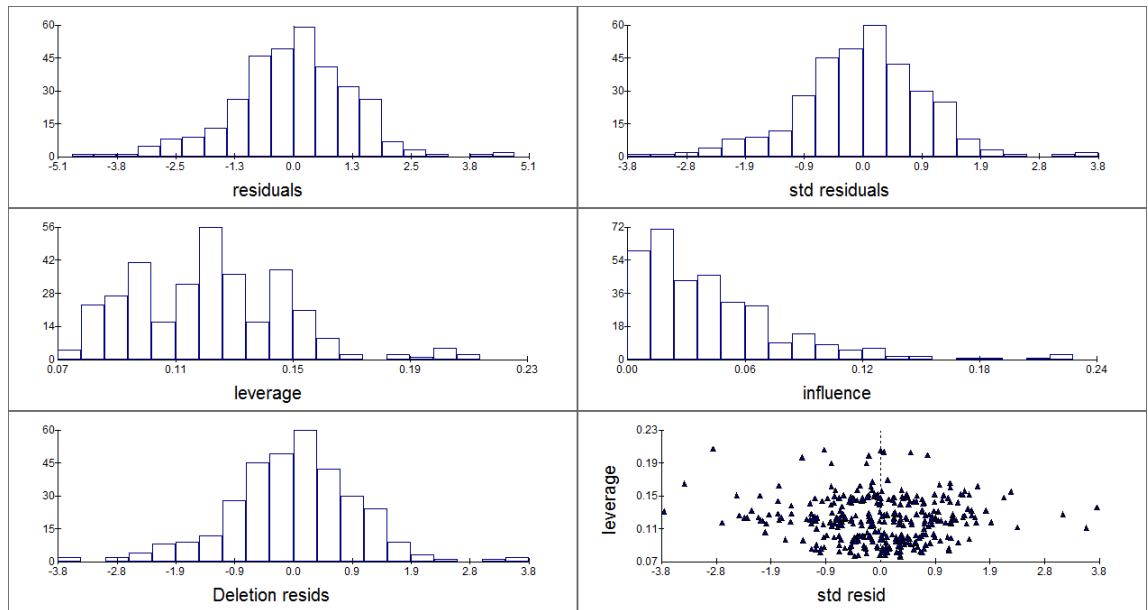 60
45
30
15
0
-5.1 -3.8 -2.5 -1.3 0.0 1.3 2.5 3.8 5.1
residuals
60
45
30
15
0
-3.8 -2.8 -1.9 -0.9 0.0 0.9 1.9 2.8 3.8
std residuals
56
42
28
14
0
0.07 0.11 0.15 0.19 0.23
leverage
72
54
36
18
0
0.00 0.06 0.12 0.18 0.24
influence
60
45
30
15
0
-3.8 -2.8 -1.9 -0.9 0.0 0.9 1.9 2.8 3.8
Deletion resids
leverage
0.23
0.19
0.15
0.11
0.07
-3.8 -2.8 -1.9 -0.9 0.0 0.9 1.9 2.8 3.8
std resid